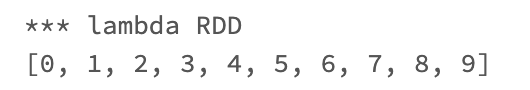 *** lambda RDD
[0, 1, 2, 3, 4, 5, 6, 7, 8, 9]